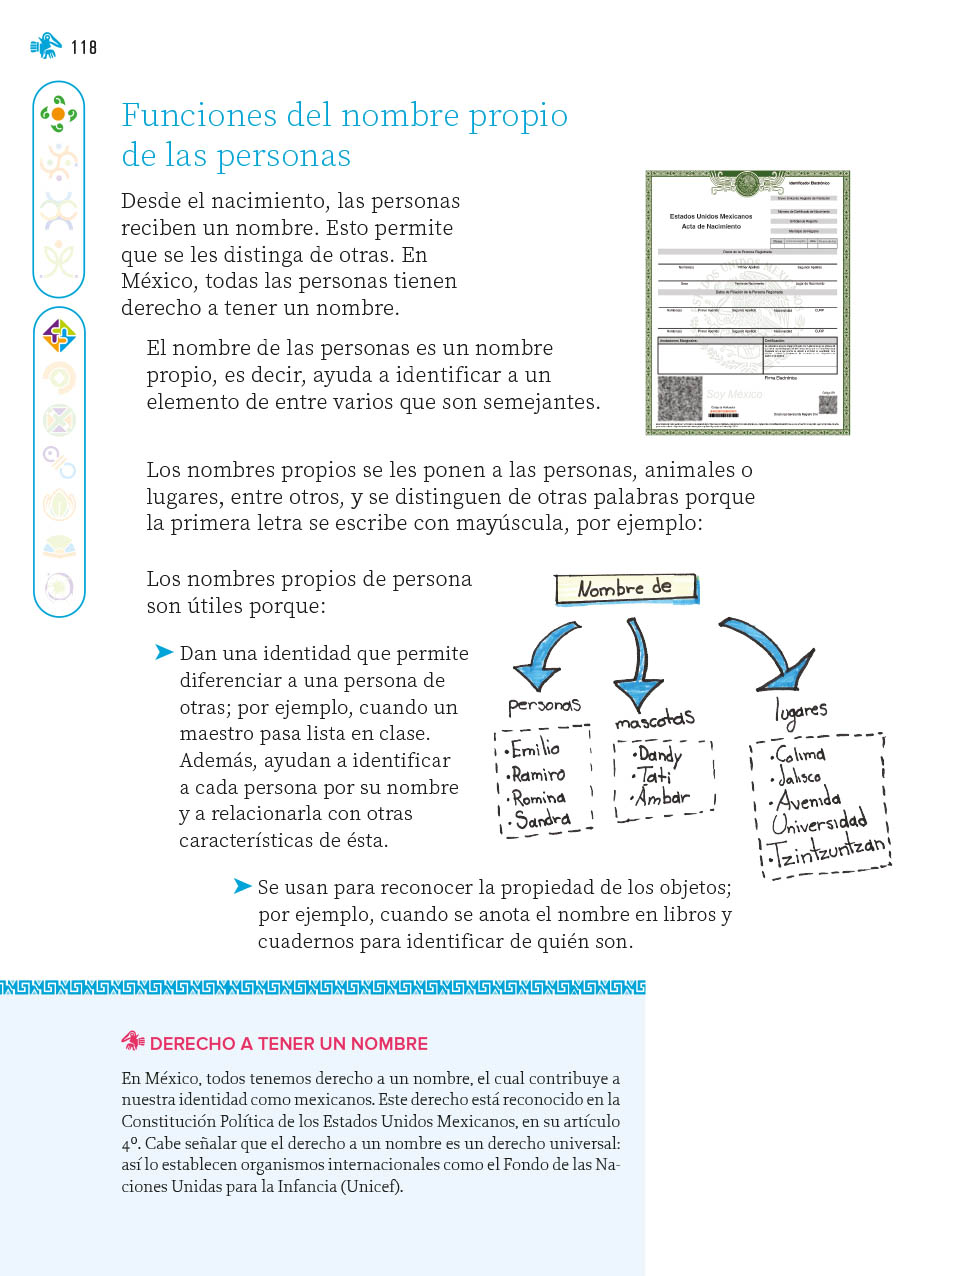 118
Funciones del nombre propio
de las personas
Desde el nacimiento, las personas
reciben un nombre. Esto permite
que se les distinga de otras. En
México, todas las personas tienen
derecho a tener un nombre.
El nombre de las personas es un nombre
propio, es decir, ayuda a identificar a un
elemento de entre varios que son semejantes.
Identificador Electrónico
Estados Unidos Mexicanos
Acta de Nacimiento
Soy México
Firma Electrónica
Los nombres propios se les ponen a las personas, animales o
lugares, entre otros, y se distinguen de otras palabras porque
la primera letra se escribe con mayúscula, por ejemplo:
Los nombres propios de persona
son útiles porque:
Dan una identidad que permite
diferenciar a una persona de
otras; por ejemplo, cuando un
maestro pasa lista en clase.
Además, ayudan a identificar
a cada persona por su nombre
y a relacionarla con otras
características de ésta.
Nombre de
personas
•Emilio
•Ramiro
•Romina
•Sandra
mascotas
•Dandy
•Tati
•Ámbar
lugares
•Colima
•Jalisco
•Avenida
Universidad
•Tzintzuntzan
Se usan para reconocer la propiedad de los objetos;
por ejemplo, cuando se anota el nombre en libros y
cuadernos para identificar de quién son.
DERECHO A TENER UN NOMBRE
En México, todos tenemos derecho a un nombre, el cual contribuye a
nuestra identidad como mexicanos. Este derecho está reconocido en la
Constitución Política de los Estados Unidos Mexicanos, en su artículo
4º. Cabe señalar que el derecho a un nombre es un derecho universal:
así lo establecen organismos internacionales como el Fondo de las Na-
ciones Unidas para la Infancia (Unicef).